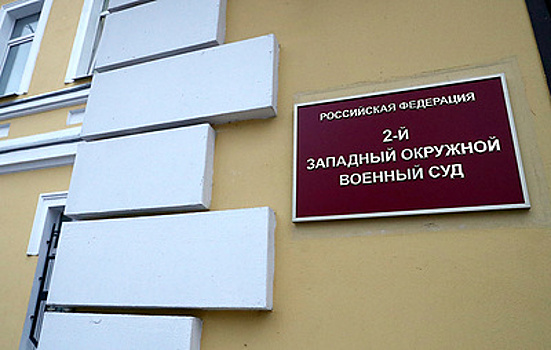 РОССИЙСКАЯ ФЕДЕРАЦИЯ
2-Й
ЗАПАДНЫЙ ОКРУЖНОЙ
ВОЕННЫЙ СУД